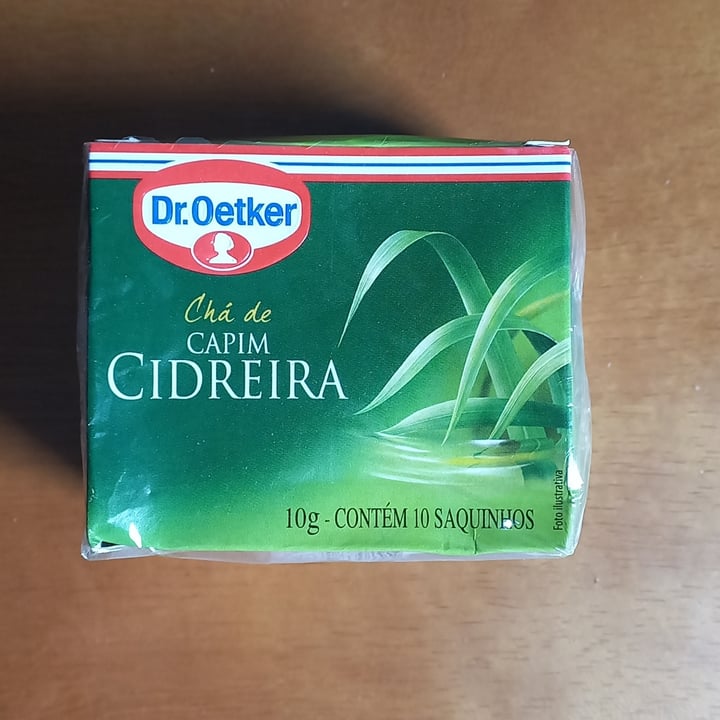 Dr.Oetker
Chá de
CAPIM
CIDREIRA
10g - CONTÉM 10 SAQUINHOS
Foto ilustrativa